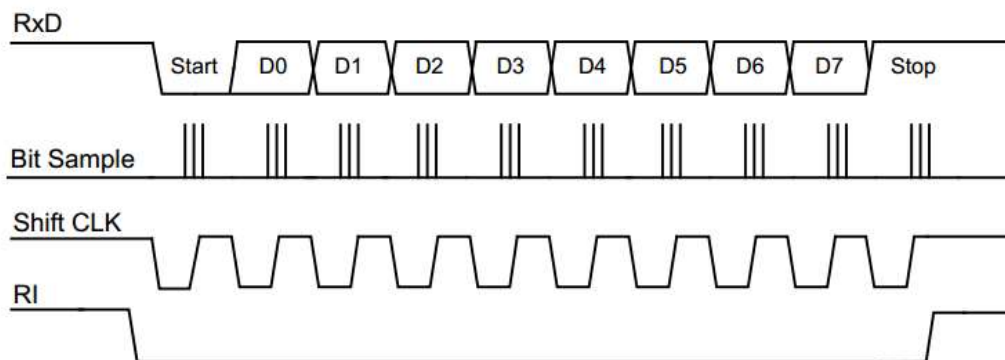 RxD
Start D0 D1 D2 D3 D4 D5 D6 D7 Stop
Bit Sample
Shift CLK
RI